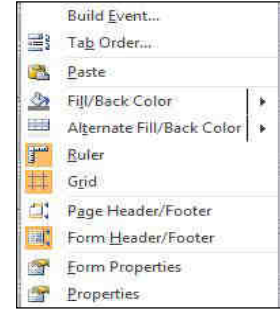 Build Event...
Tab Order...
Paste
Fill/Back Color
Alternate Fill/Back Color
Ruler
Grid
Page Header/Footer
Form Header/Footer
Form Properties
Properties